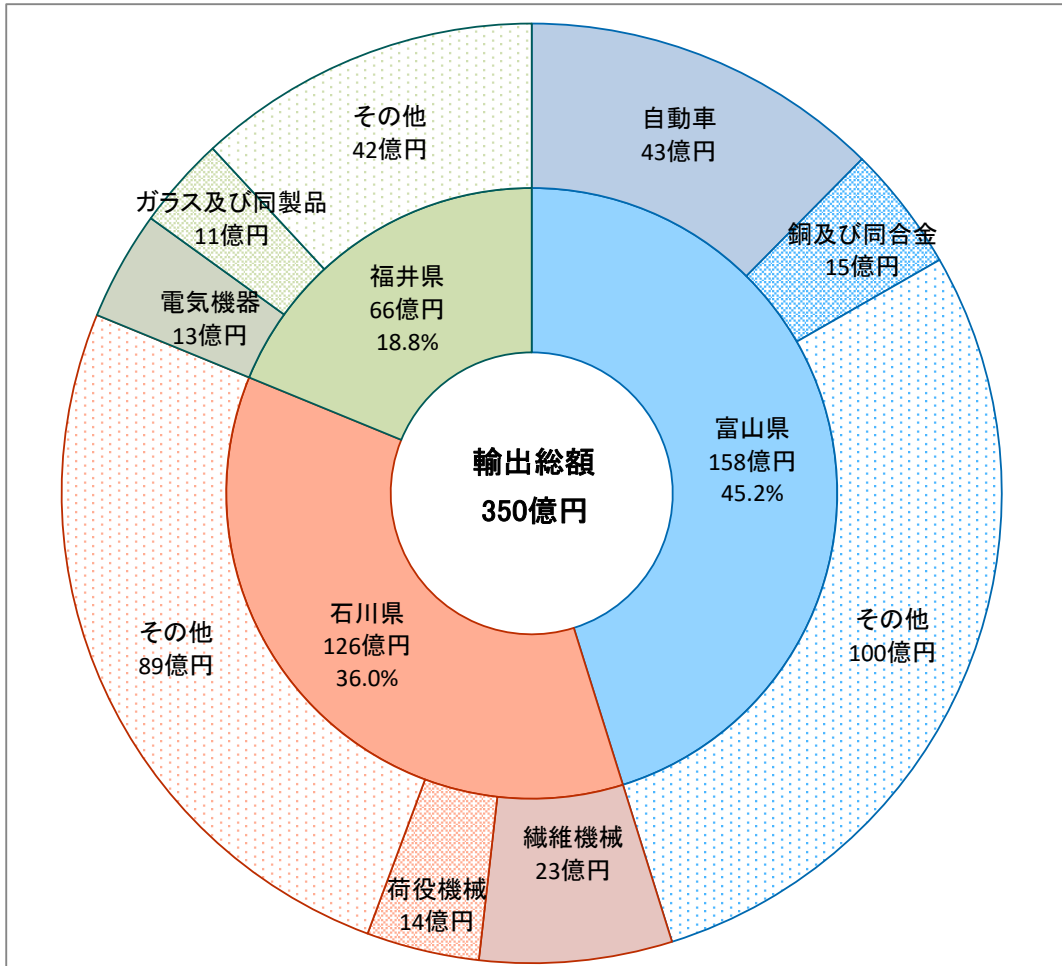 輸出総額
350億円
富山県
158億円
45.2%
自動車
43億円
銅及び同合金
15億円
その他
100億円
石川県
126億円
36.0%
繊維機械
23億円
荷役機械
14億円
その他
89億円
福井県
66億円
18.8%
電気機器
13億円
ガラス及び同製品
11億円
その他
42億円